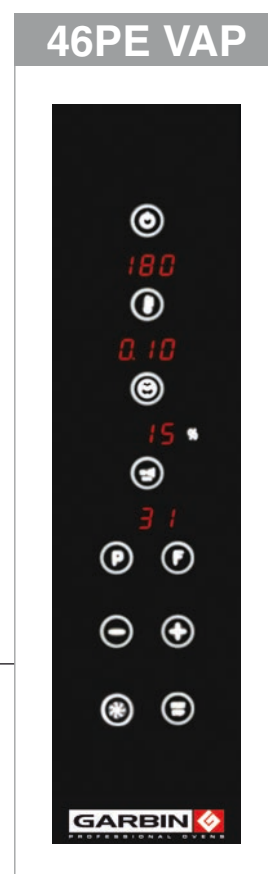 46PE VAP
180
0.10
15 %
31
P F
- +
GARBIN G
PROFESSIONAL OVENS